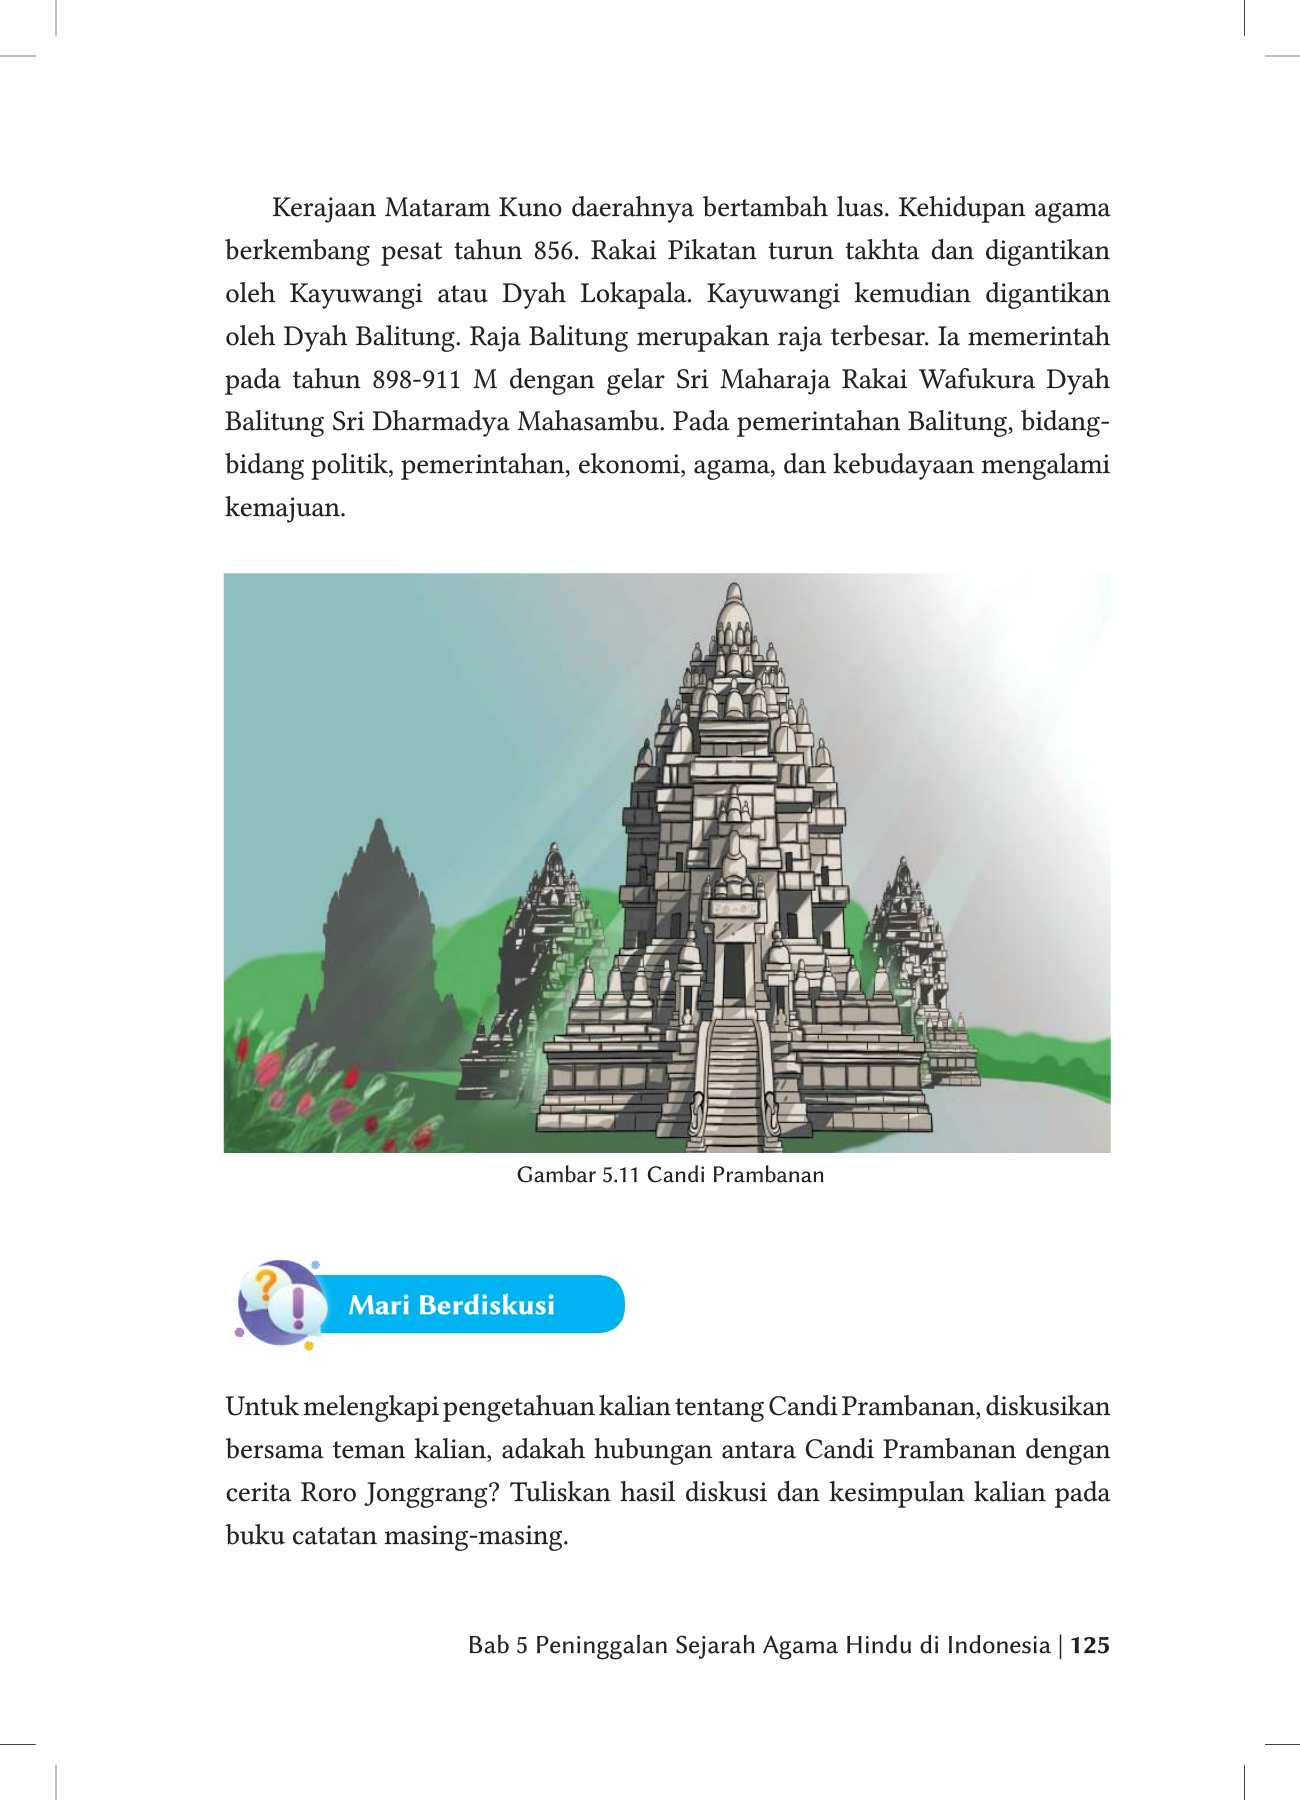 Kerajaan Mataram Kuno daerahnya bertambah luas. Kehidupan agama
berkembang pesat tahun 856. Rakai Pikatan turun takhta dan digantikan
oleh Kayuwangi atau Dyah Lokapala. Kayuwangi kemudian digantikan
oleh Dyah Balitung. Raja Balitung merupakan raja terbesar. Ia memerintah
pada tahun 898-911 M dengan gelar Sri Maharaja Rakai Wafukura Dyah
Balitung Sri Dharmadya Mahasambu. Pada pemerintahan Balitung, bidang-
bidang politik, pemerintahan, ekonomi, agama, dan kebudayaan mengalami
kemajuan.
Gambar 5.11 Candi Prambanan
Mari Berdiskusi
Untuk melengkapi pengetahuan kalian tentang Candi Prambanan, diskusikan
bersama teman kalian, adakah hubungan antara Candi Prambanan dengan
cerita Roro Jonggrang? Tuliskan hasil diskusi dan kesimpulan kalian pada
buku catatan masing-masing.
Bab 5 Peninggalan Sejarah Agama Hindu di Indonesia | 125